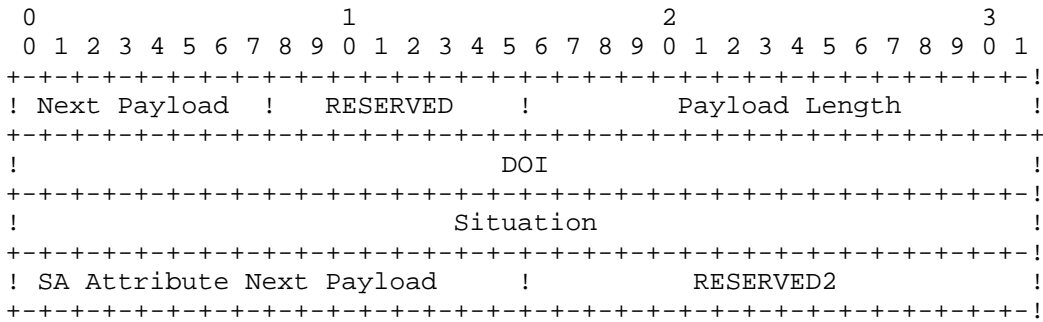 0                   1                   2                   3
 0 1 2 3 4 5 6 7 8 9 0 1 2 3 4 5 6 7 8 9 0 1 2 3 4 5 6 7 8 9 0 1
+-+-+-+-+-+-+-+-+-+-+-+-+-+-+-+-+-+-+-+-+-+-+-+-+-+-+-+-+-+-+-+-!
! Next Payload  !   RESERVED    !         Payload Length        !
+-+-+-+-+-+-+-+-+-+-+-+-+-+-+-+-+-+-+-+-+-+-+-+-+-+-+-+-+-+-+-+-+
!                              DOI                              !
+-+-+-+-+-+-+-+-+-+-+-+-+-+-+-+-+-+-+-+-+-+-+-+-+-+-+-+-+-+-+-+-!
!                           Situation                           !
+-+-+-+-+-+-+-+-+-+-+-+-+-+-+-+-+-+-+-+-+-+-+-+-+-+-+-+-+-+-+-+-!
! SA Attribute Next Payload     !          RESERVED2            !
+-+-+-+-+-+-+-+-+-+-+-+-+-+-+-+-+-+-+-+-+-+-+-+-+-+-+-+-+-+-+-+-!